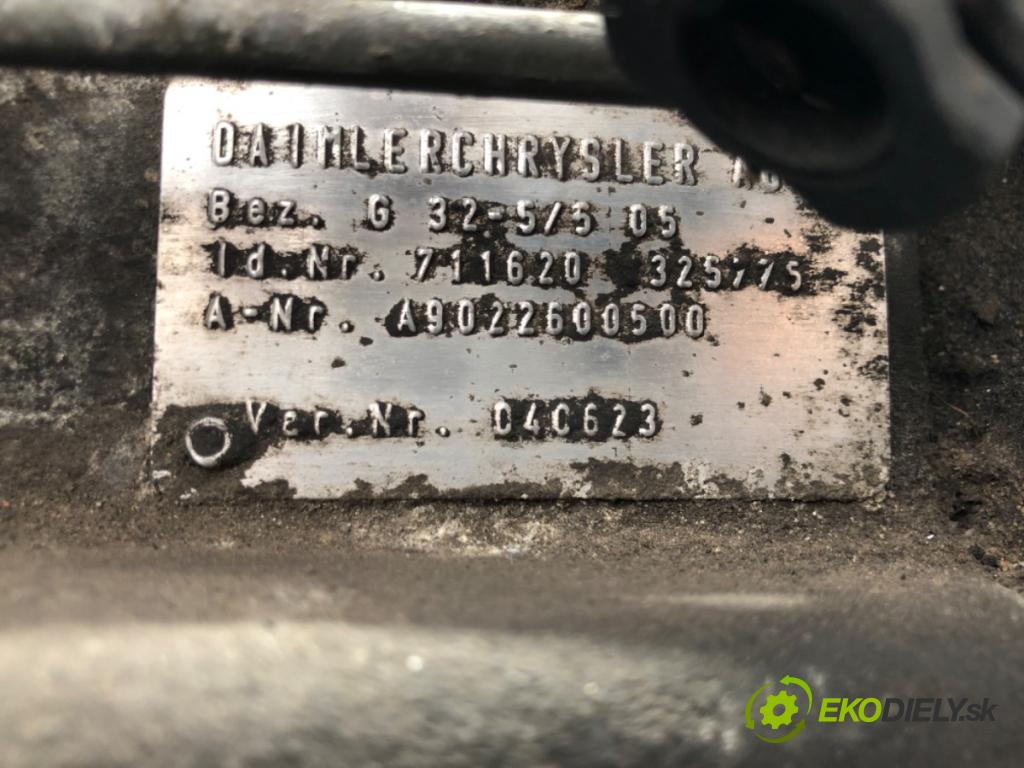 DAIMLERCHRYSLER AG
Bez. G 32-5/5 05
Id.Nr. 711620 325775
A-Nr. A9022600500
Ver.Nr. 040623
EKODIELY.sk